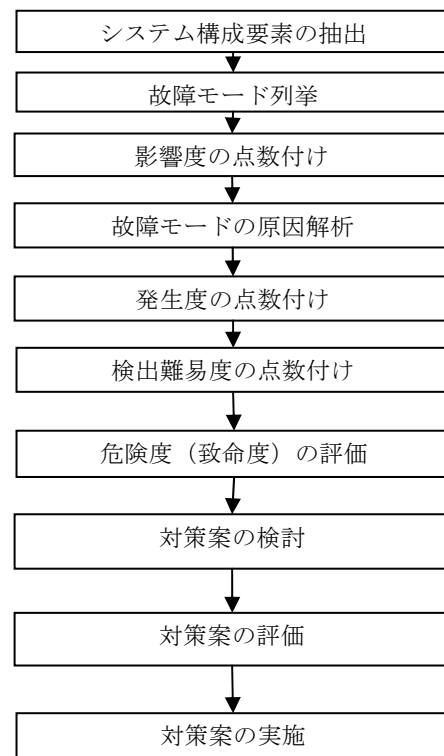 システム構成要素の抽出
故障モード列挙
影響度の点数付け
故障モードの原因解析
発生度の点数付け
検出難易度の点数付け
危険度（致命度）の評価
対策案の検討
対策案の評価
対策案の実施